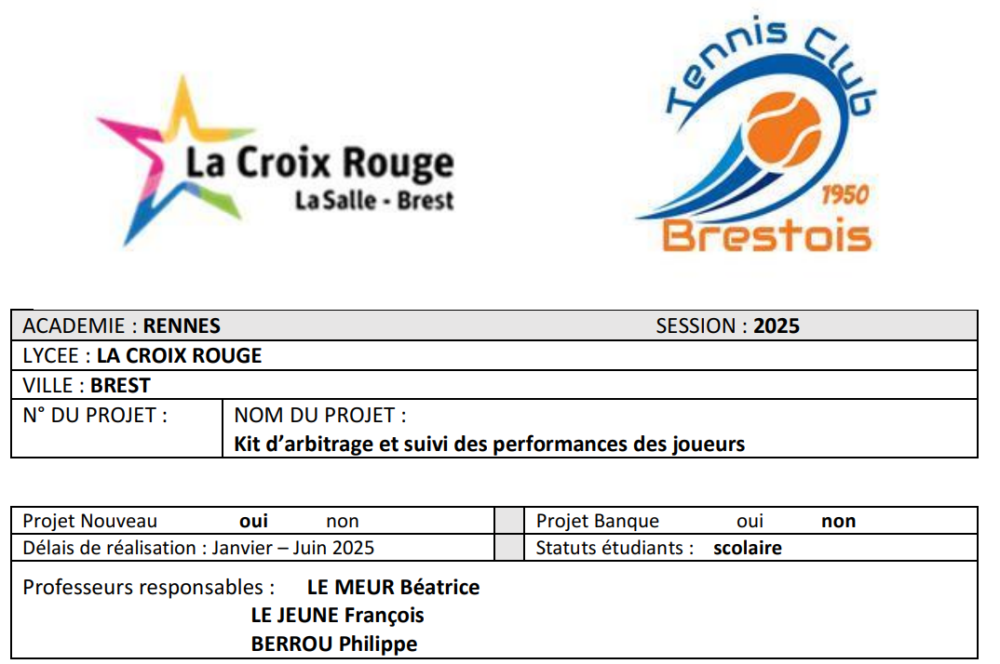 La Croix Rouge
La Salle - Brest
Tennis Club
1950
Brestois
ACADEMIE : RENNES SESSION : 2025
LYCEE : LA CROIX ROUGE
VILLE : BREST
N° DU PROJET : NOM DU PROJET :
Kit d’arbitrage et suivi des performances des joueurs
Projet Nouveau oui non Projet Banque oui non
Délais de réalisation : Janvier – Juin 2025 Statuts étudiants : scolaire
Professeurs responsables : LE MEUR Béatrice
LE JEUNE François
BERROU Philippe